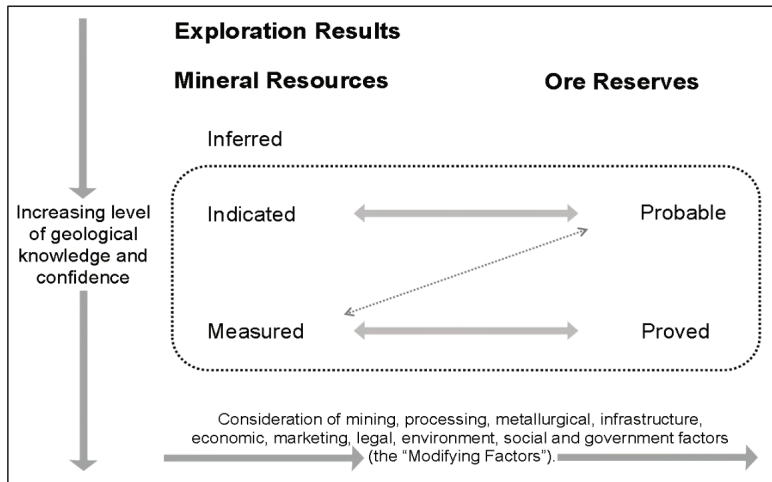 Exploration Results
Mineral Resources
Ore Reserves
Inferred
Increasing level
of geological
knowledge and
confidence
Indicated
Probable
Measured
Proved
Consideration of mining, processing, metallurgical, infrastructure,
economic, marketing, legal, environment, social and government factors
(the “Modifying Factors”).